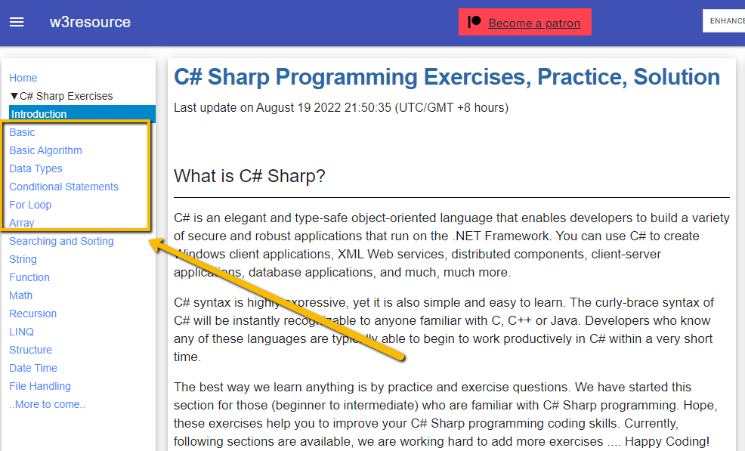 w3resource
Become a patron
ENHANCE
Home
▼C# Sharp Exercises
Introduction
Basic
Basic Algorithm
Data Types
Conditional Statements
For Loop
Array
Searching and Sorting
String
Function
Math
Recursion
LINQ
Structure
Date Time
File Handling
..More to come..
C# Sharp Programming Exercises, Practice, Solution
Last update on August 19 2022 21:50:35 (UTC/GMT +8 hours)
What is C# Sharp?
C# is an elegant and type-safe object-oriented language that enables developers to build a variety
of secure and robust applications that run on the .NET Framework. You can use C# to create
Windows client applications, XML Web services, distributed components, client-server
applications, database applications, and much, much more.
C# syntax is highly expressive, yet it is also simple and easy to learn. The curly-brace syntax of
C# will be instantly recognizable to anyone familiar with C, C++ or Java. Developers who know
any of these languages are typically able to begin to work productively in C# within a very short
time.
The best way we learn anything is by practice and exercise questions. We have started this
section for those (beginner to intermediate) who are familiar with C# Sharp programming. Hope,
these exercises help you to improve your C# Sharp programming coding skills. Currently,
following sections are available, we are working hard to add more exercises .... Happy Coding!